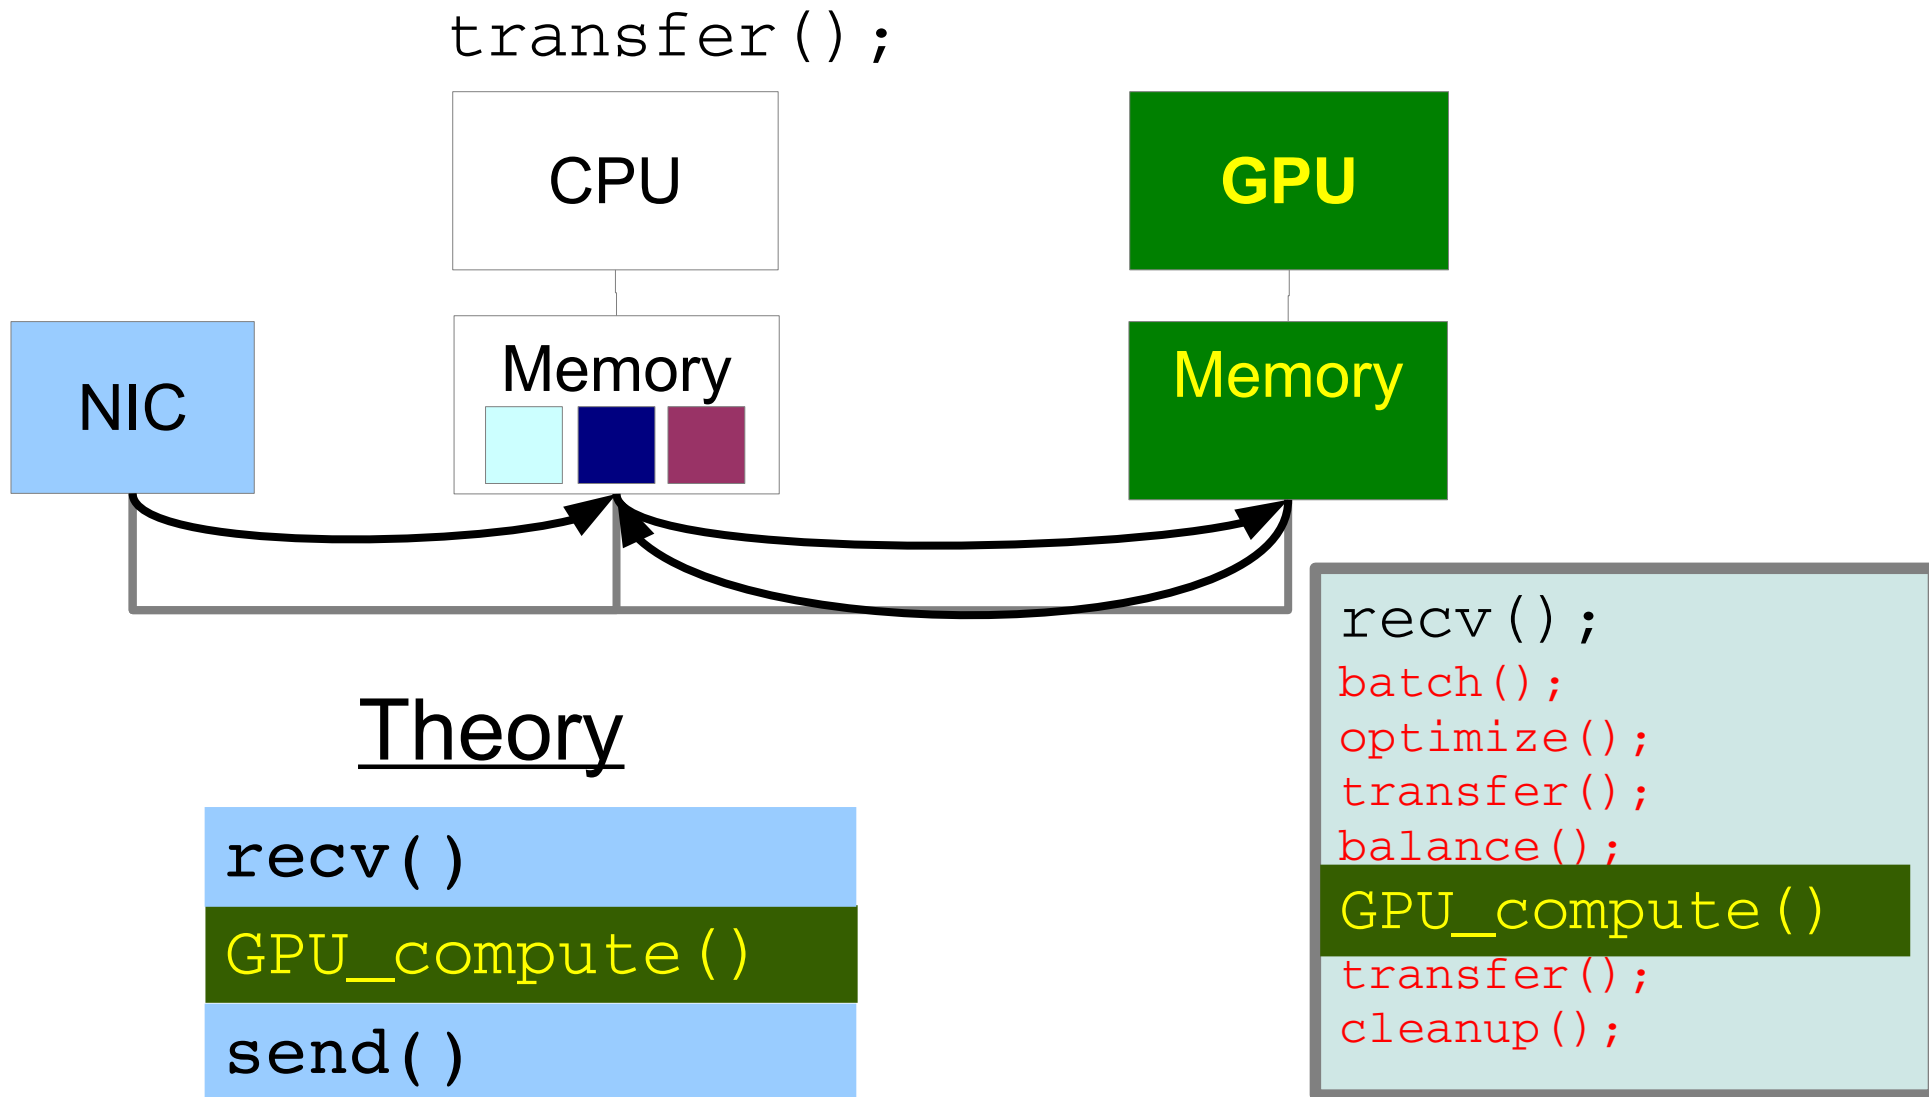 transfer();
CPU
GPU
NIC
Memory
Memory
Theory
recv()
GPU_compute()
send()
recv();
batch();
optimize();
transfer();
balance();
GPU_compute()
transfer();
cleanup();